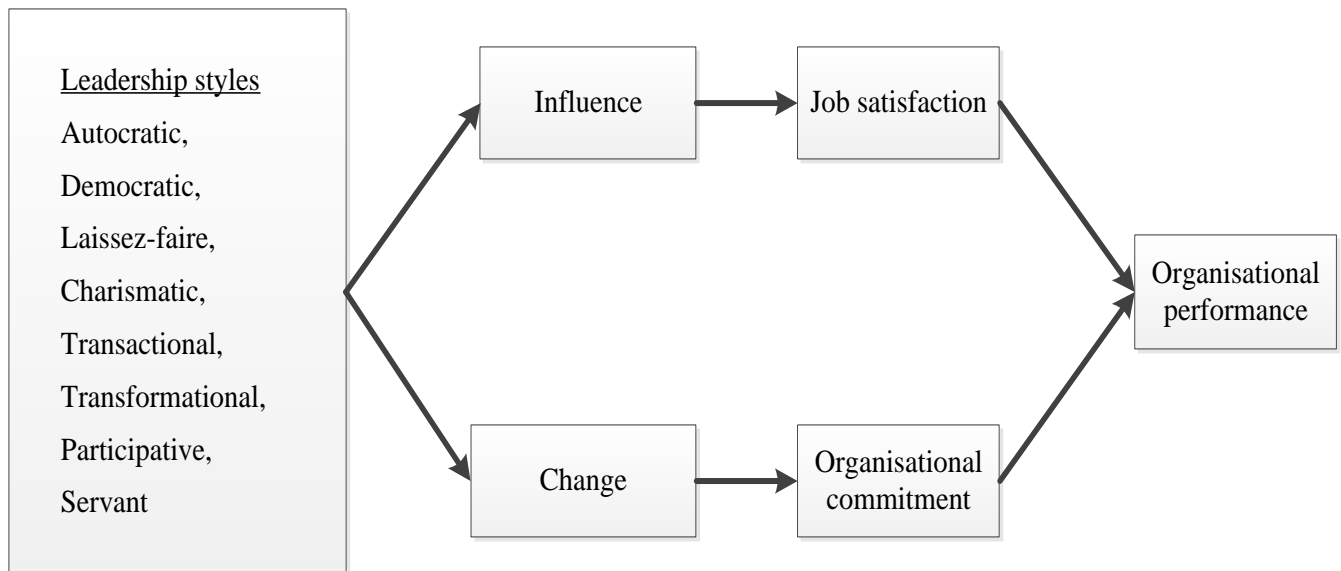 Leadership styles
Autocratic,
Democratic,
Laissez-faire,
Charismatic,
Transactional,
Transformational,
Participative,
Servant
Influence
Job satisfaction
Change
Organisational
commitment
Organisational
performance